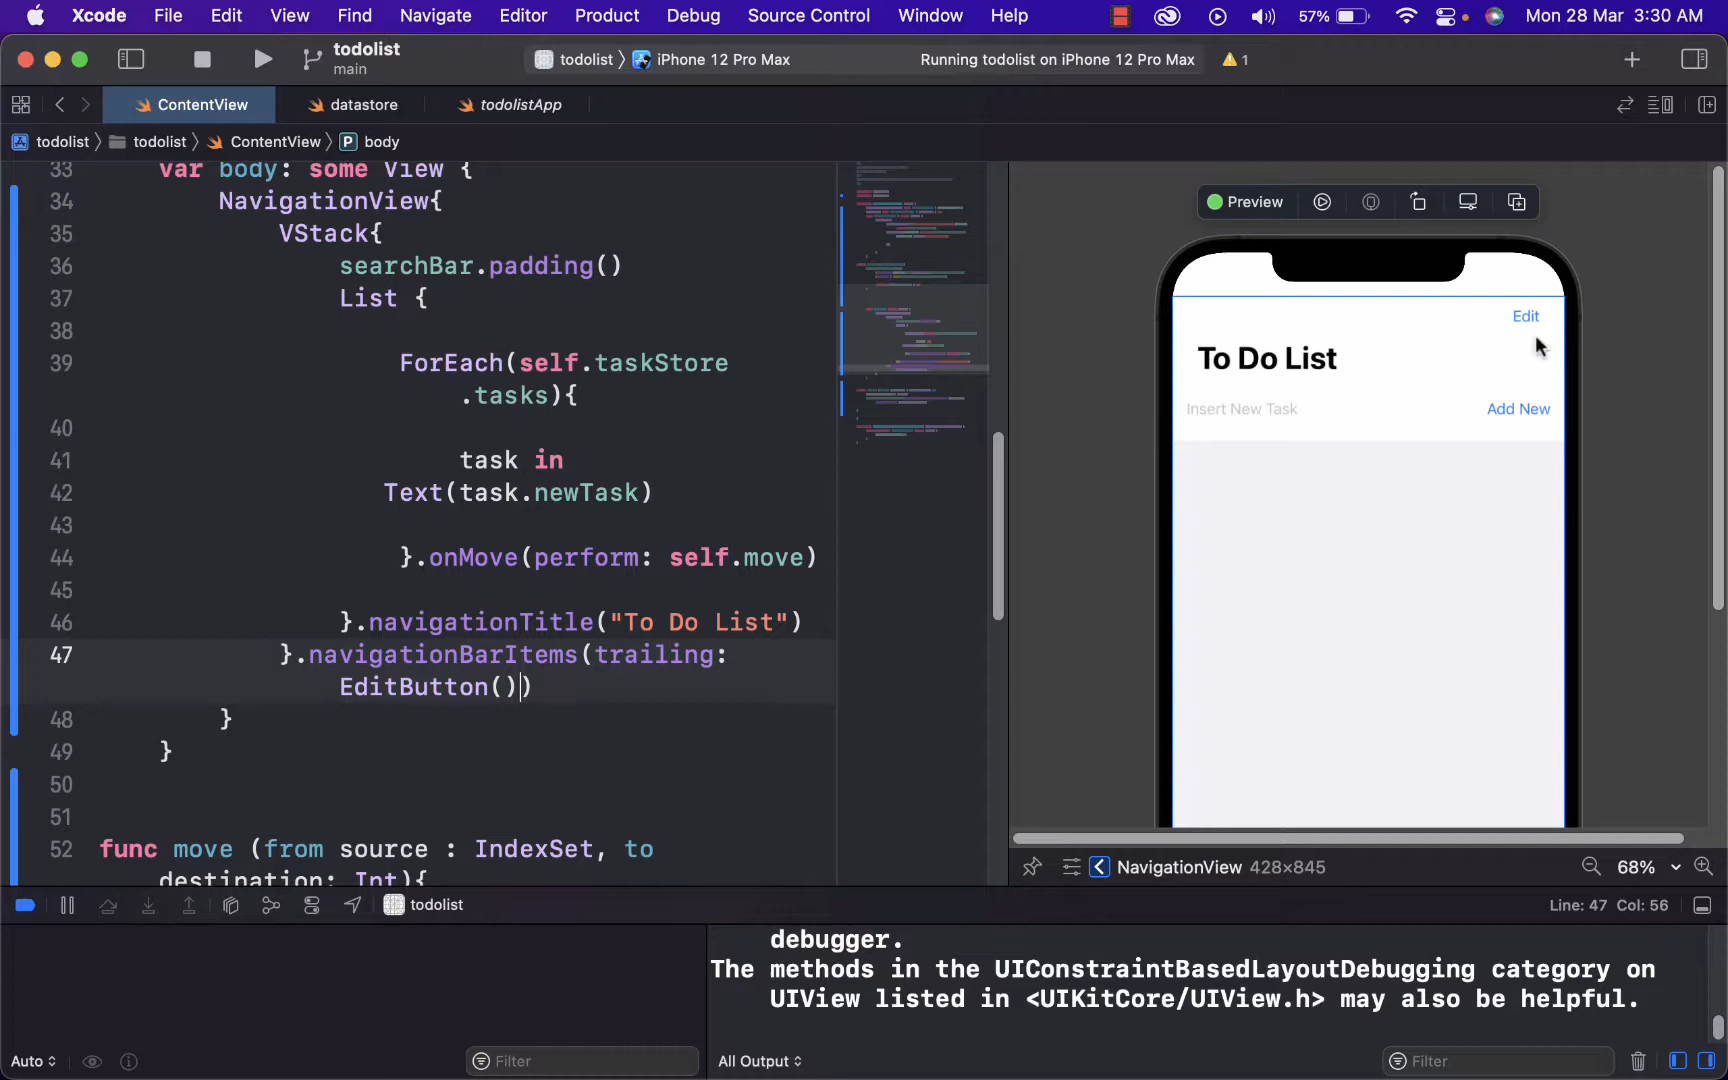 Xcode File Edit View Find Navigate Editor Product Debug Source Control Window Help 57% Mon 28 Mar 3:30 AM
todolist
main
todolist iPhone 12 Pro Max Running todolist on iPhone 12 Pro Max 1
ContentView datastore todolistApp
todolist todolist ContentView P body
33 var body: some View {
34 NavigationView{
35 VStack{
36 searchBar.padding()
37 List {
38
39 ForEach(self.taskStore
.tasks){
40
41 task in
42 Text(task.newTask)
43
44 }.onMove(perform: self.move)
45
46 }.navigationTitle("To Do List")
47 }.navigationBarItems(trailing:
EditButton())
48 }
49 }
50
51
52 func move (from source : IndexSet, to
destination: Int){
Preview
Edit
To Do List
Insert New Task Add New
NavigationView 428×845 68%
todolist Line: 47 Col: 56
debugger.
The methods in the UIConstraintBasedLayoutDebugging category on
UIView listed in <UIKitCore/UIView.h> may also be helpful.
Auto Filter All Output Filter